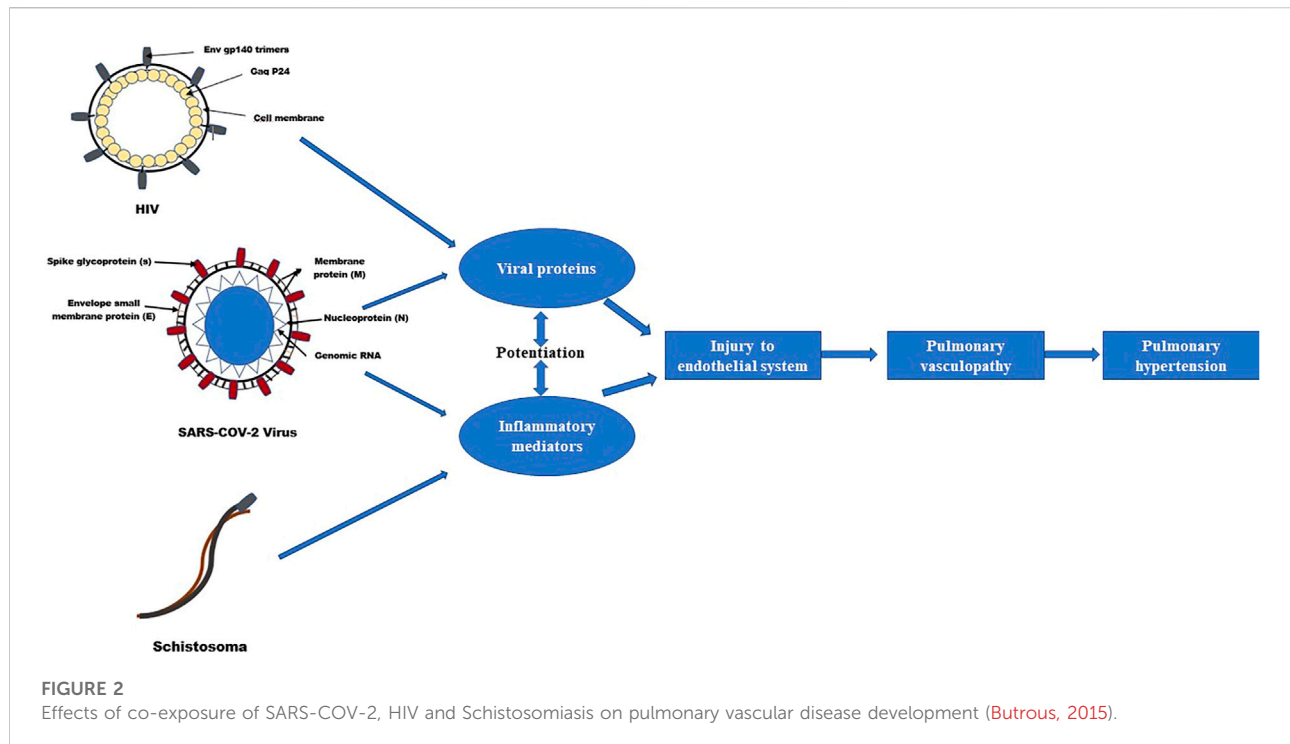 Env gp140 trimers
Gag P24
Cell membrane
HIV
Spike glycoprotein (s)
Membrane
protein (M)
Envelope small
membrane protein (E)
Nucleoprotein (N)
Genomic RNA
SARS-COV-2 Virus
Schistosoma
Viral proteins
Potentiation
Inflammatory
mediators
Injury to
endothelial system
Pulmonary
vasculopathy
Pulmonary
hypertension
FIGURE 2
Effects of co-exposure of SARS-COV-2, HIV and Schistosomiasis on pulmonary vascular disease development (Butrous, 2015).